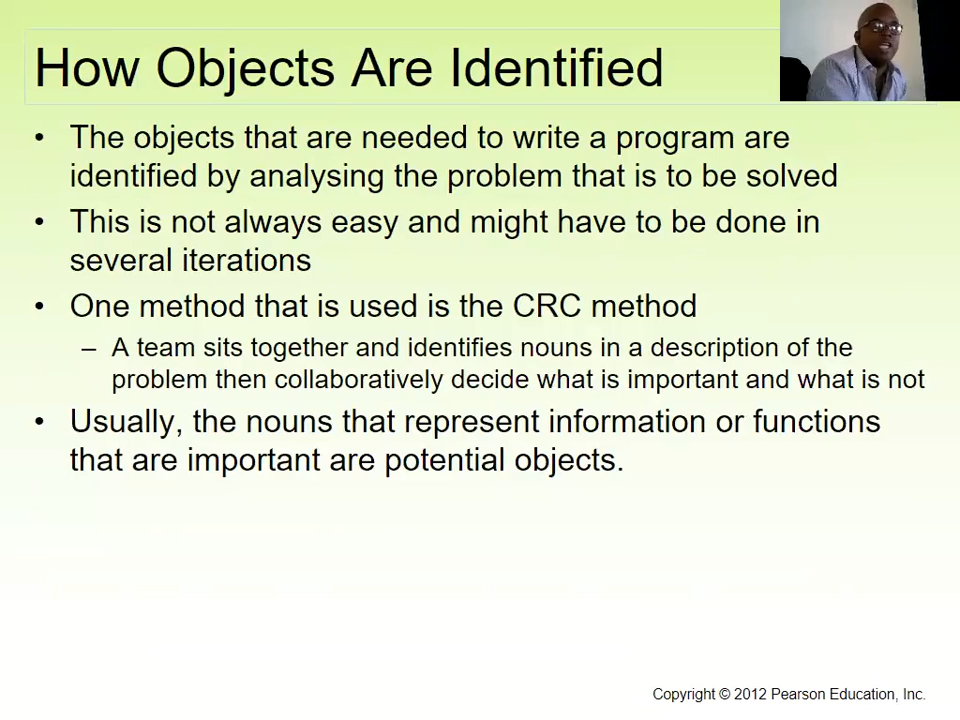 How Objects Are Identified
• The objects that are needed to write a program are
identified by analysing the problem that is to be solved
• This is not always easy and might have to be done in
several iterations
• One method that is used is the CRC method
– A team sits together and identifies nouns in a description of the
problem then collaboratively decide what is important and what is not
• Usually, the nouns that represent information or functions
that are important are potential objects.
Copyright © 2012 Pearson Education, Inc.